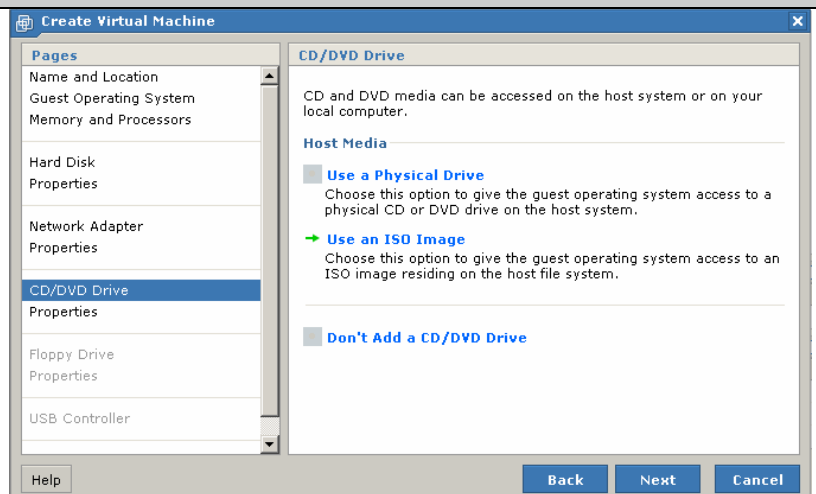 Create Virtual Machine
Pages
Name and Location
Guest Operating System
Memory and Processors
Hard Disk
Properties
Network Adapter
Properties
CD/DVD Drive
Properties
Floppy Drive
Properties
USB Controller
CD/DVD Drive
CD and DVD media can be accessed on the host system or on your
local computer.
Host Media
Use a Physical Drive
Choose this option to give the guest operating system access to a
physical CD or DVD drive on the host system.
Use an ISO Image
Choose this option to give the guest operating system access to an
ISO image residing on the host file system.
Don't Add a CD/DVD Drive
Help
Back
Next
Cancel